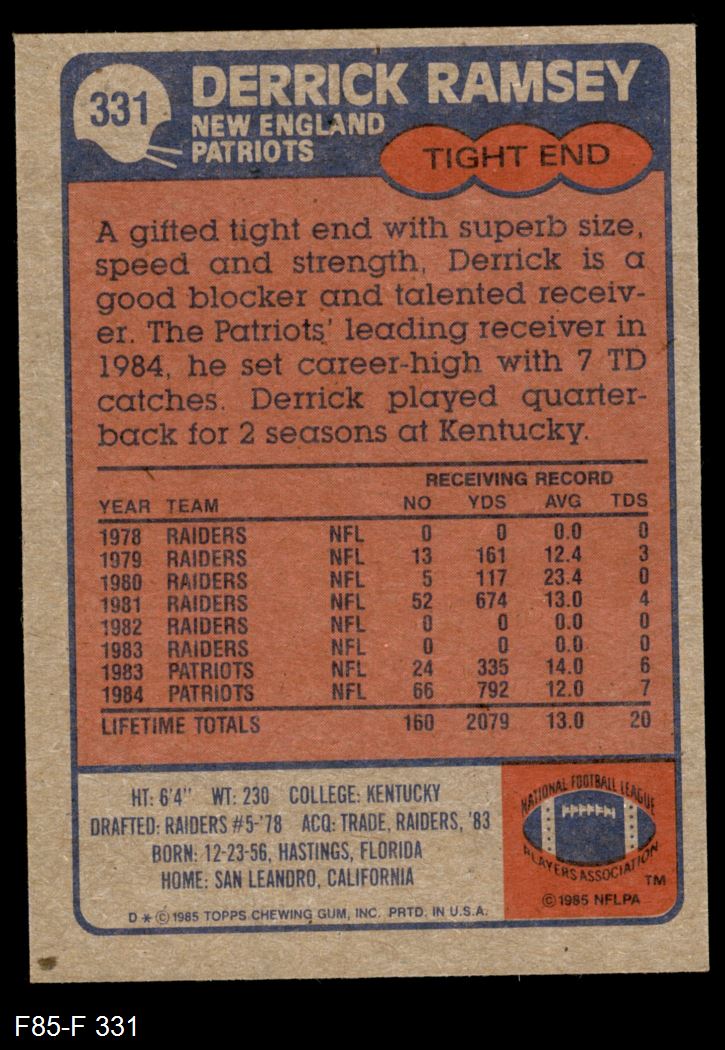 331
DERRICK RAMSEY
NEW ENGLAND
PATRIOTS
TIGHT END
A gifted tight end with superb size,
speed and strength, Derrick is a
good blocker and talented receiv-
er. The Patriots' leading receiver in
1984, he set career-high with 7 TD
catches. Derrick played quarter-
back for 2 seasons at Kentucky.
RECEIVING RECORD
YEAR TEAM NO YDS AVG TDS
1978 RAIDERS NFL 0 0 0.0 0
1979 RAIDERS NFL 13 161 12.4 3
1980 RAIDERS NFL 5 117 23.4 0
1981 RAIDERS NFL 52 674 13.0 4
1982 RAIDERS NFL 0 0 0.0 0
1983 RAIDERS NFL 0 0 0.0 0
1983 PATRIOTS NFL 24 335 14.0 6
1984 PATRIOTS NFL 66 792 12.0 7
LIFETIME TOTALS 160 2079 13.0 20
HT: 6'4" WT: 230 COLLEGE: KENTUCKY
DRAFTED: RAIDERS #5-'78 ACQ: TRADE, RAIDERS, '83
BORN: 12-23-56, HASTINGS, FLORIDA
HOME: SAN LEANDRO, CALIFORNIA
D * © 1985 TOPPS CHEWING GUM, INC. PRTD. IN U.S.A.
NATIONAL FOOTBALL LEAGUE
PLAYERS ASSOCIATION
TM
© 1985 NFLPA
F85-F 331